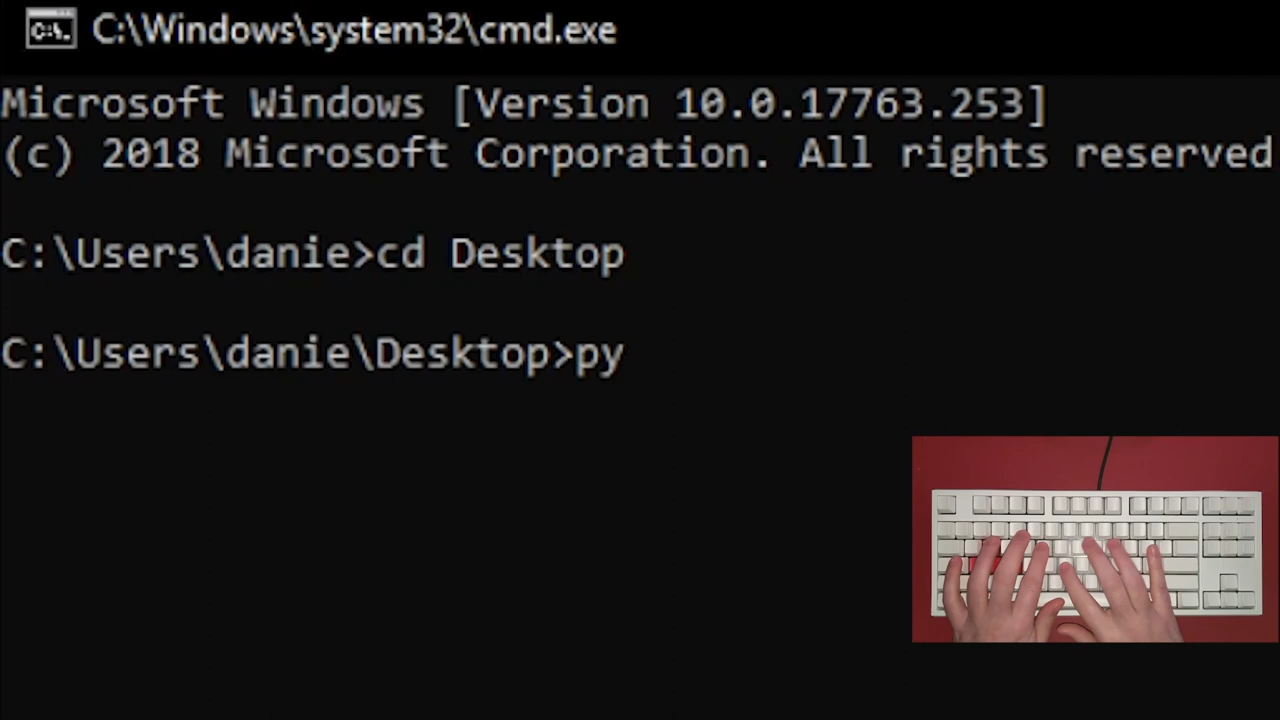 C:\Windows\system32\cmd.exe
Microsoft Windows [Version 10.0.17763.253]
(c) 2018 Microsoft Corporation. All rights reserved
C:\Users\danie>cd Desktop
C:\Users\danie\Desktop>py